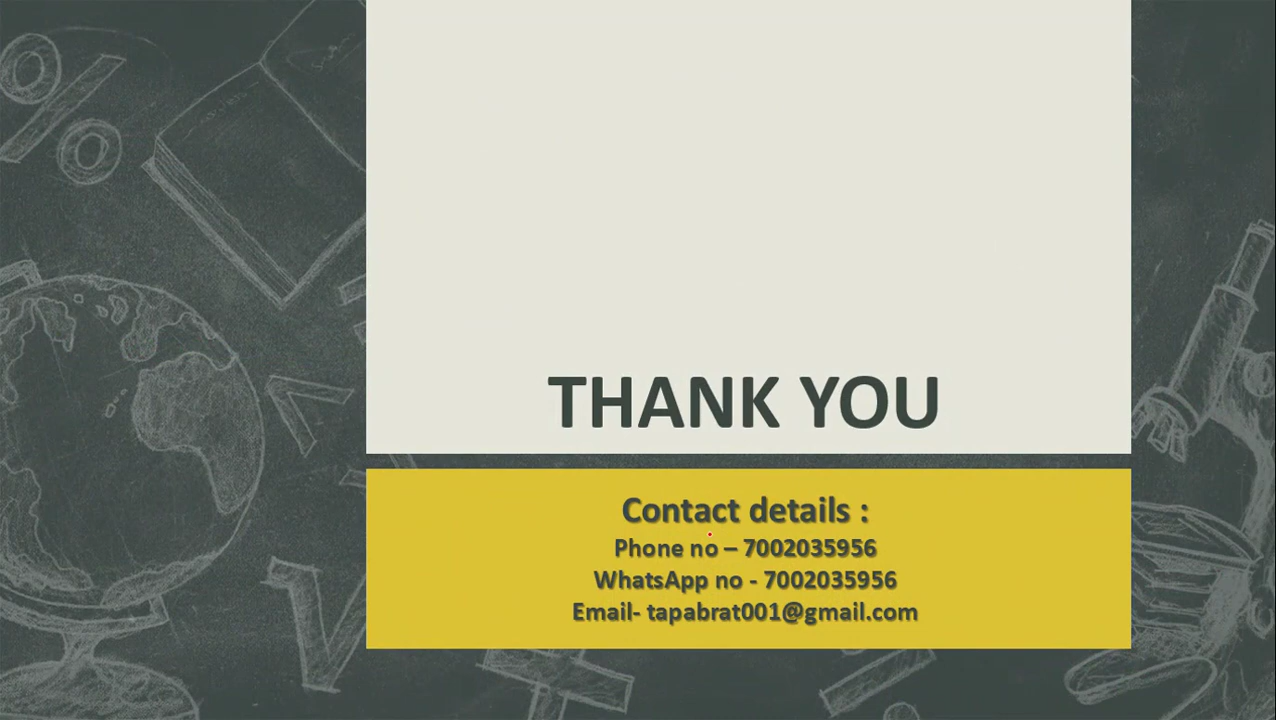 THANK YOU
Contact details :
Phone no – 7002035956
WhatsApp no - 7002035956
Email- tapabrat001@gmail.com